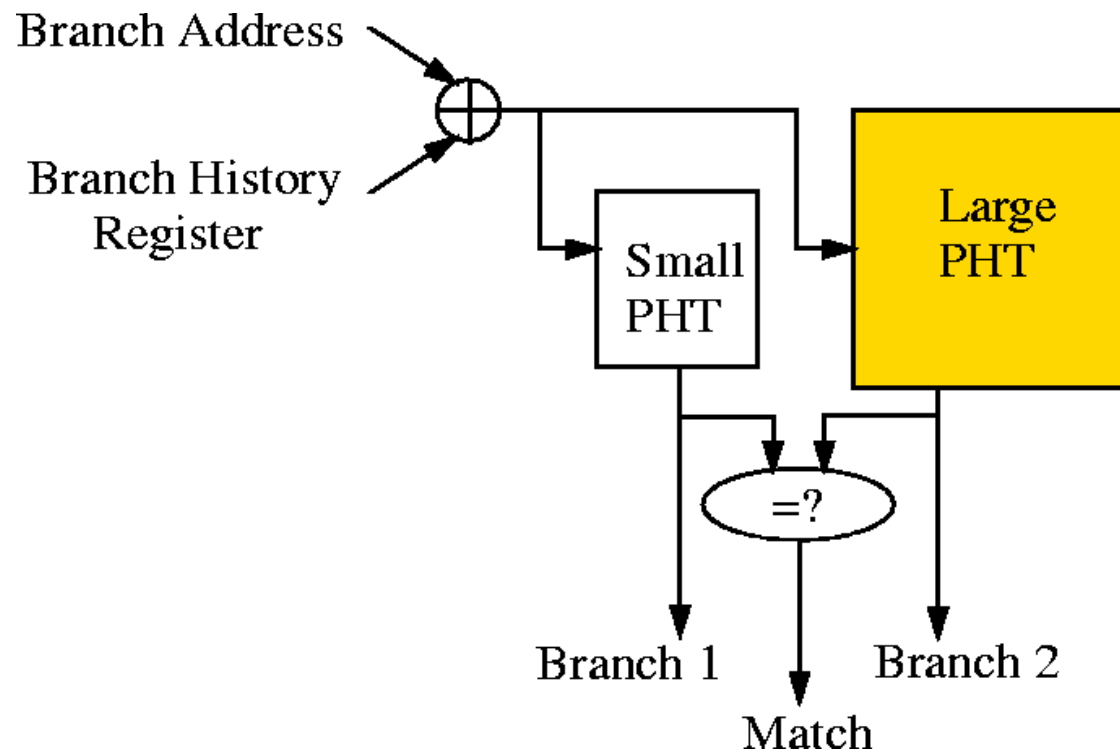 Branch Address
Branch History
Register
Small
PHT
Large
PHT
=?
Branch 1
Branch 2
Match